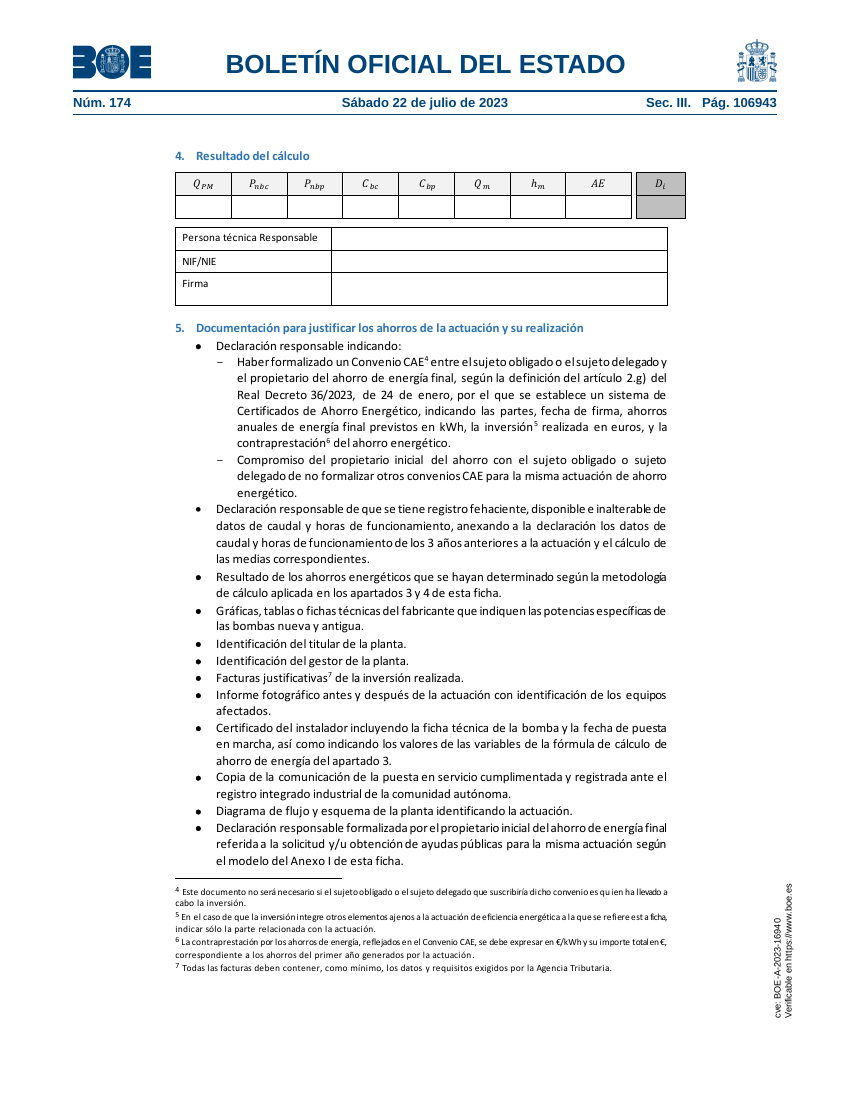 BOE
BOLETÍN OFICIAL DEL ESTADO
Núm. 174 Sábado 22 de julio de 2023 Sec. III. Pág. 106943
4. Resultado del cálculo
Q_PM P_nbc P_nbp C_bc C_bp Q_m h_m AE D_i
Persona técnica Responsable
NIF/NIE
Firma
5. Documentación para justificar los ahorros de la actuación y su realización
● Declaración responsable indicando:
− Haber formalizado un Convenio CAE⁴ entre el sujeto obligado o el sujeto delegado y
el propietario del ahorro de energía final, según la definición del artículo 2.g) del
Real Decreto 36/2023, de 24 de enero, por el que se establece un sistema de
Certificados de Ahorro Energético, indicando las partes, fecha de firma, ahorros
anuales de energía final previstos en kWh, la inversión⁵ realizada en euros, y la
contraprestación⁶ del ahorro energético.
− Compromiso del propietario inicial del ahorro con el sujeto obligado o sujeto
delegado de no formalizar otros convenios CAE para la misma actuación de ahorro
energético.
● Declaración responsable de que se tiene registro fehaciente, disponible e inalterable de
datos de caudal y horas de funcionamiento, anexando a la declaración los datos de
caudal y horas de funcionamiento de los 3 años anteriores a la actuación y el cálculo de
las medias correspondientes.
● Resultado de los ahorros energéticos que se hayan determinado según la metodología
de cálculo aplicada en los apartados 3 y 4 de esta ficha.
● Gráficas, tablas o fichas técnicas del fabricante que indiquen las potencias específicas de
las bombas nueva y antigua.
● Identificación del titular de la planta.
● Identificación del gestor de la planta.
● Facturas justificativas⁷ de la inversión realizada.
● Informe fotográfico antes y después de la actuación con identificación de los equipos
afectados.
● Certificado del instalador incluyendo la ficha técnica de la bomba y la fecha de puesta
en marcha, así como indicando los valores de las variables de la fórmula de cálculo de
ahorro de energía del apartado 3.
● Copia de la comunicación de la puesta en servicio cumplimentada y registrada ante el
registro integrado industrial de la comunidad autónoma.
● Diagrama de flujo y esquema de la planta identificando la actuación.
● Declaración responsable formalizada por el propietario inicial del ahorro de energía final
referida a la solicitud y/u obtención de ayudas públicas para la misma actuación según
el modelo del Anexo I de esta ficha.
⁴ Este documento no será necesario si el sujeto obligado o el sujeto delegado que suscribiría dicho convenio es quien ha llevado a
cabo la inversión.
⁵ En el caso de que la inversión integre otros elementos ajenos a la actuación de eficiencia energética a la que se refiere esta ficha,
indicar sólo la parte relacionada con la actuación.
⁶ La contraprestación por los ahorros de energía, reflejados en el Convenio CAE, se debe expresar en €/kWh y su importe total en €,
correspondiente a los ahorros del primer año generados por la actuación.
⁷ Todas las facturas deben contener, como mínimo, los datos y requisitos exigidos por la Agencia Tributaria.
cve: BOE-A-2023-16940
Verificable en https://www.boe.es